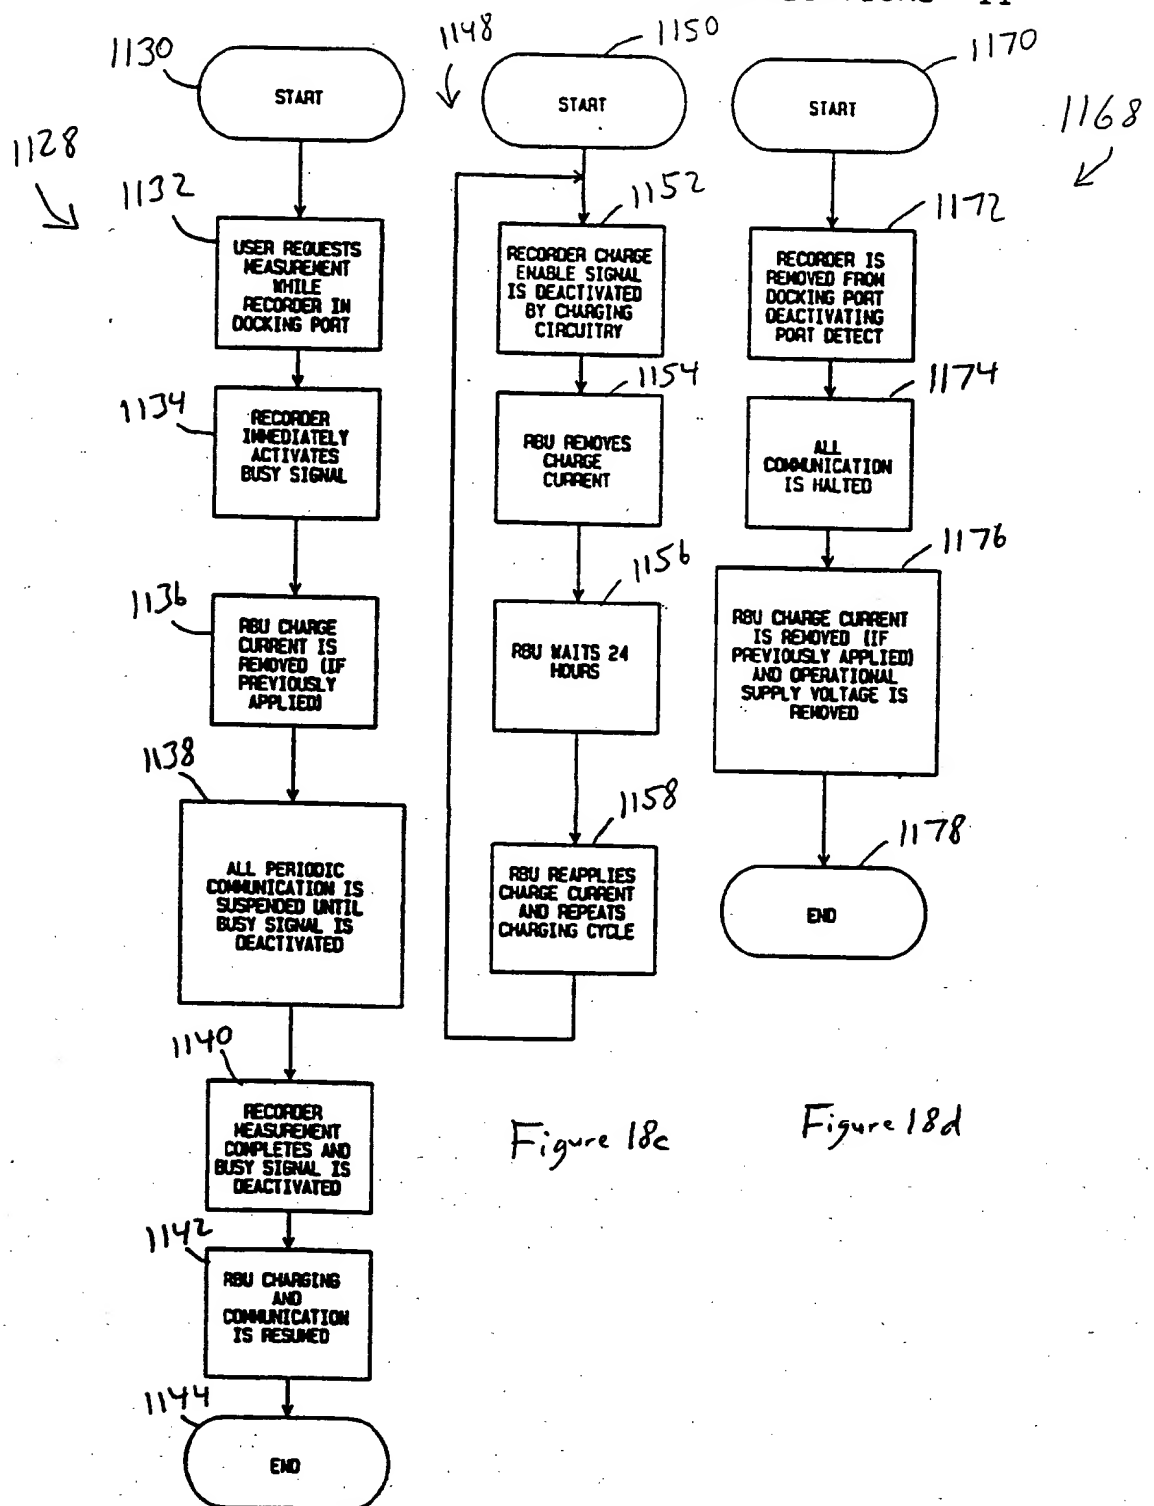 1130
START
1128
1132
USER REQUESTS
MEASUREMENT
WHILE
RECORDER IN
DOCKING PORT
1134
RECORDER
IMMEDIATELY
ACTIVATES
BUSY SIGNAL
1136
RBU CHARGE
CURRENT IS
REMOVED (IF
PREVIOUSLY
APPLIED)
1138
ALL PERIODIC
COMMUNICATION IS
SUSPENDED UNTIL
BUSY SIGNAL IS
DEACTIVATED
1140
RECORDER
MEASUREMENT
COMPLETES AND
BUSY SIGNAL IS
DEACTIVATED
1142
RBU CHARGING
AND
COMMUNICATION
IS RESUMED
1144
END
1148
1150
START
1152
RECORDER CHARGE
ENABLE SIGNAL
IS DEACTIVATED
BY CHARGING
CIRCUITRY
1154
RBU REMOVES
CHARGE
CURRENT
1156
RBU WAITS 24
HOURS
1158
RBU REAPPLIES
CHARGE CURRENT
AND REPEATS
CHARGING CYCLE
Figure 18c
1170
START
1168
1172
RECORDER IS
REMOVED FROM
DOCKING PORT
DEACTIVATING
PORT DETECT
1174
ALL
COMMUNICATION
IS HALTED
1176
RBU CHARGE CURRENT
IS REMOVED (IF
PREVIOUSLY APPLIED)
AND OPERATIONAL
SUPPLY VOLTAGE IS
REMOVED
1178
END
Figure 18d